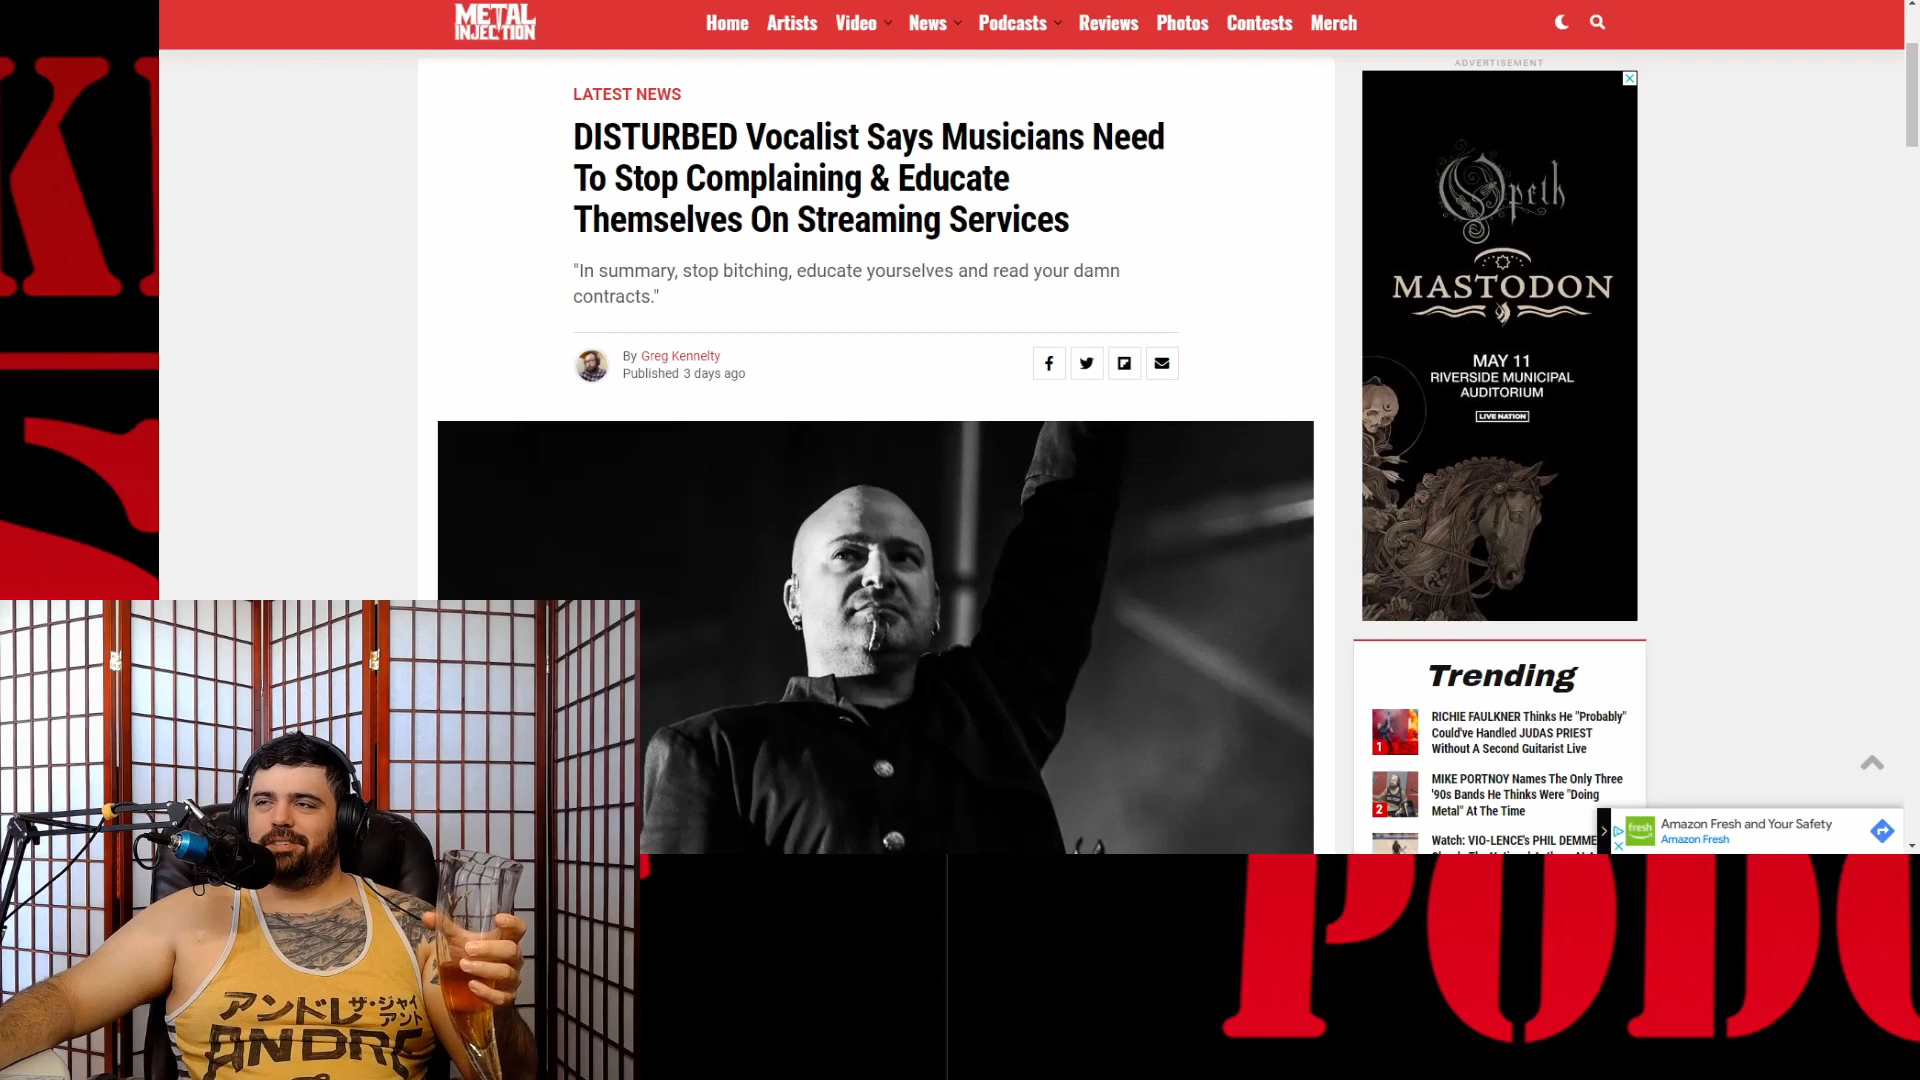 METAL
INJECTION
Home Artists Video News Podcasts Reviews Photos Contests Merch
LATEST NEWS
DISTURBED Vocalist Says Musicians Need
To Stop Complaining & Educate
Themselves On Streaming Services
"In summary, stop bitching, educate yourselves and read your damn
contracts."
By Greg Kennelty
Published 3 days ago
ADVERTISEMENT
Opeth
MASTODON
MAY 11
RIVERSIDE MUNICIPAL
AUDITORIUM
LIVE NATION
Trending
1
RICHIE FAULKNER Thinks He "Probably"
Could've Handled JUDAS PRIEST
Without A Second Guitarist Live
2
MIKE PORTNOY Names The Only Three
'90s Bands He Thinks Were "Doing
Metal" At The Time
Watch: VIO-LENCE's PHIL DEMME
fresh
Amazon Fresh and Your Safety
Amazon Fresh
アンドレザ・ジャイ
アント
ANDRE